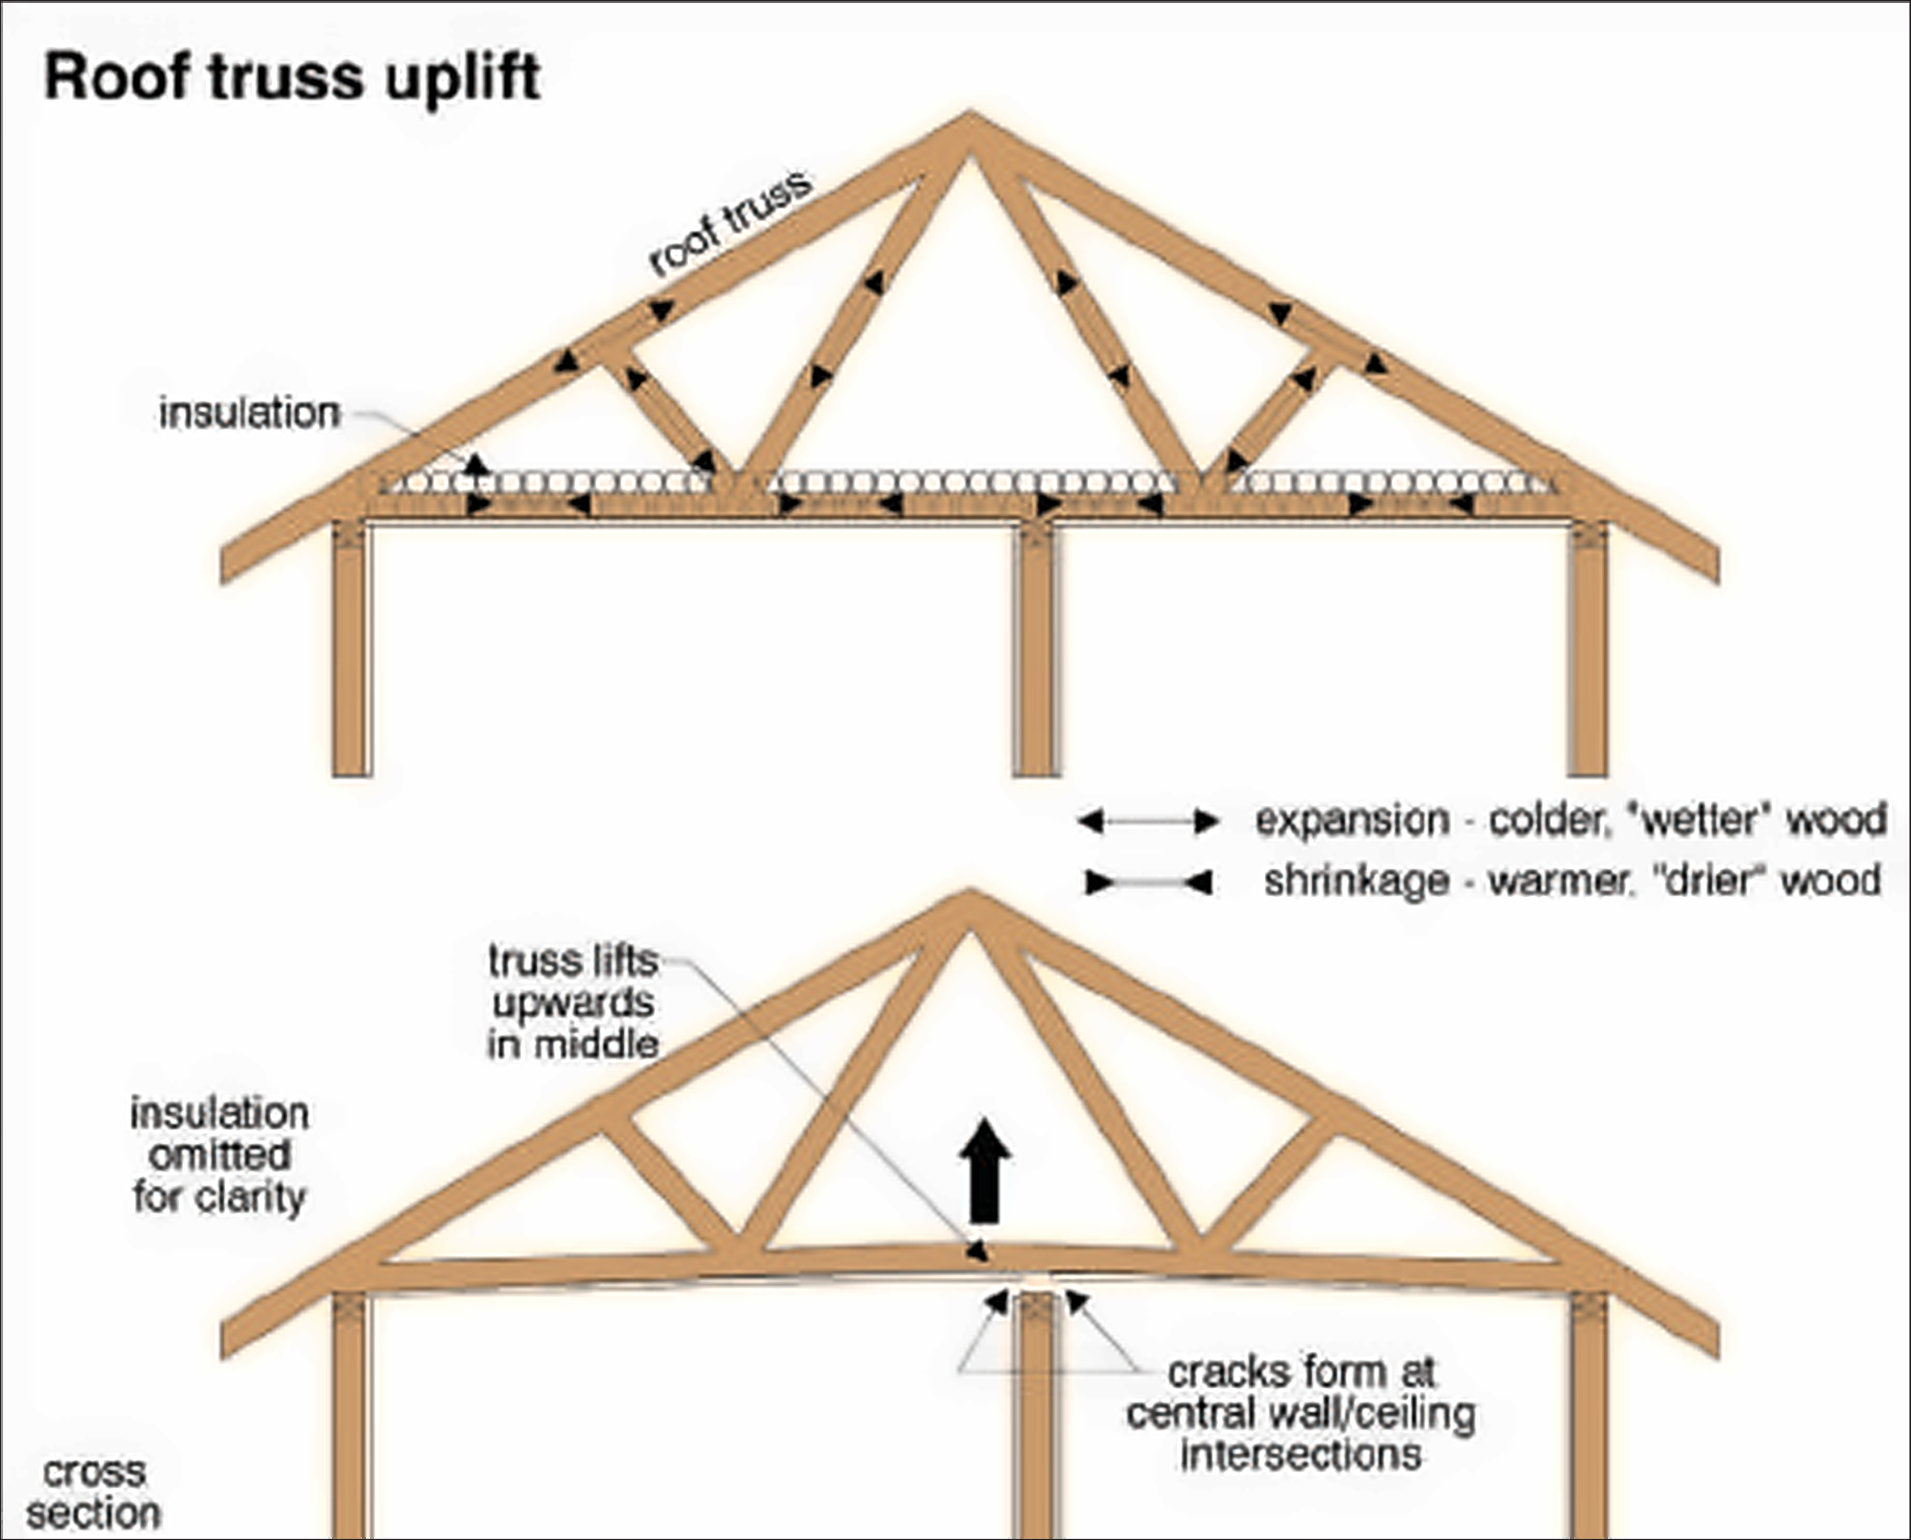 Roof truss uplift
roof truss
insulation
expansion - colder, "wetter" wood
shrinkage - warmer, "drier" wood
truss lifts
upwards
in middle
insulation
omitted
for clarity
cracks form at
central wall/ceiling
intersections
cross
section